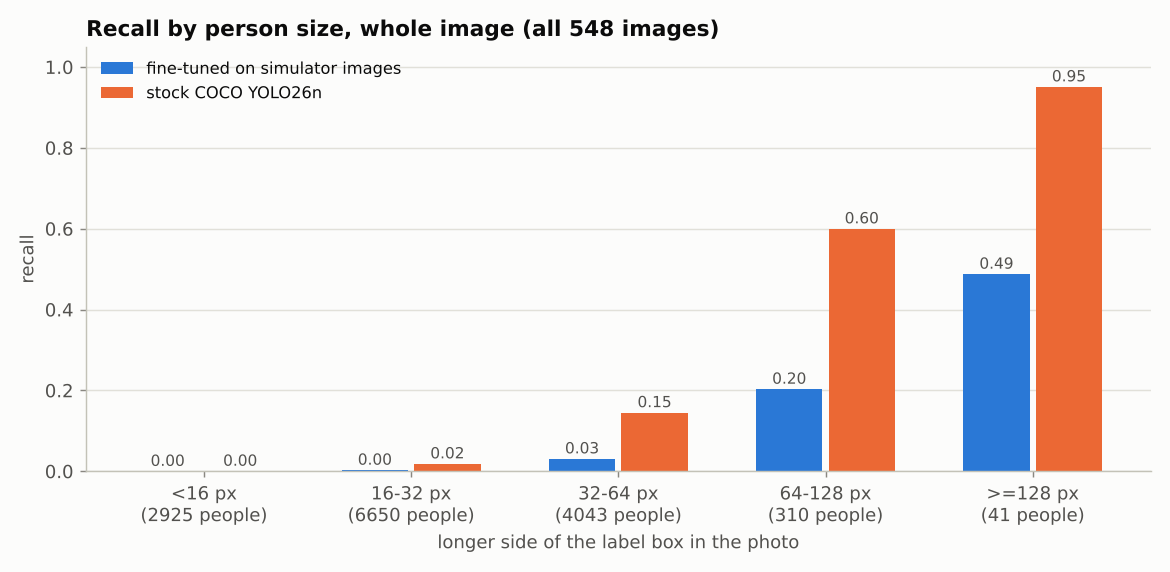 Recall by person size, whole image (all 548 images)
fine-tuned on simulator images
stock COCO YOLO26n
recall
1.0
0.8
0.6
0.4
0.2
0.0
0.00
0.00
0.00
0.02
0.03
0.15
0.20
0.60
0.49
0.95
<16 px
(2925 people)
16-32 px
(6650 people)
32-64 px
(4043 people)
64-128 px
(310 people)
>=128 px
(41 people)
longer side of the label box in the photo